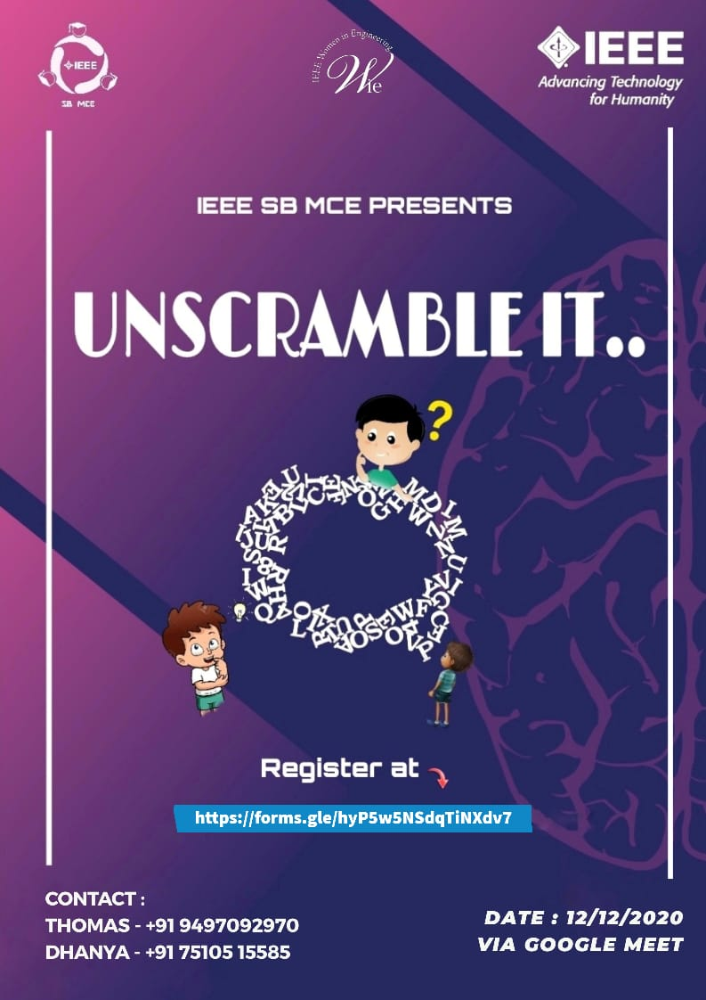 IEEE
SB MCE
IEEE Women in Engineering
Wie
IEEE
Advancing Technology
for Humanity
IEEE SB MCE PRESENTS
UNSCRAMBLE IT..
?
Register at
https://forms.gle/hyP5w5NSdqTiNXdv7
CONTACT :
THOMAS - +91 9497092970
DHANYA - +91 75105 15585
DATE : 12/12/2020
VIA GOOGLE MEET